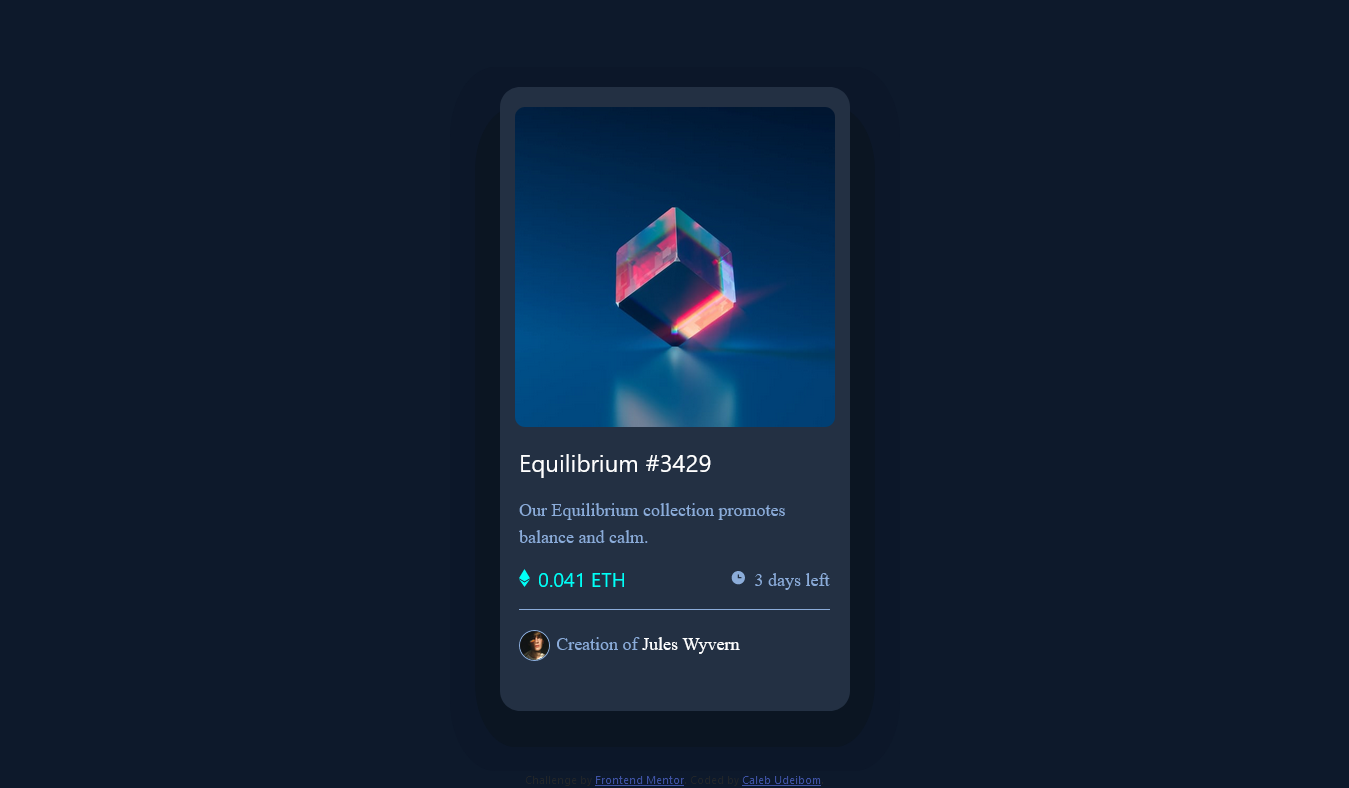 Equilibrium #3429
Our Equilibrium collection promotes
balance and calm.
0.041 ETH
3 days left
Creation of Jules Wyvern
Challenge by Frontend Mentor. Coded by Caleb Udeibom.